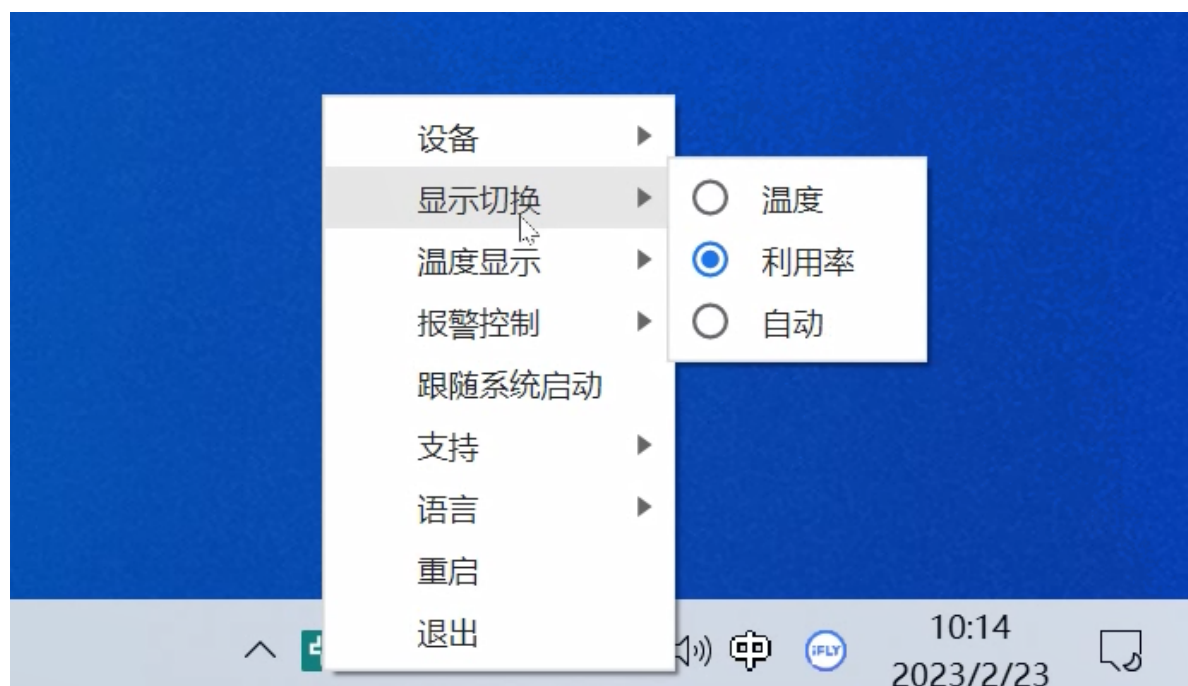 设备
显示切换
温度显示
报警控制
跟随系统启动
支持
语言
重启
退出
温度
利用率
自动
中
iFLY
10:14
2023/2/23